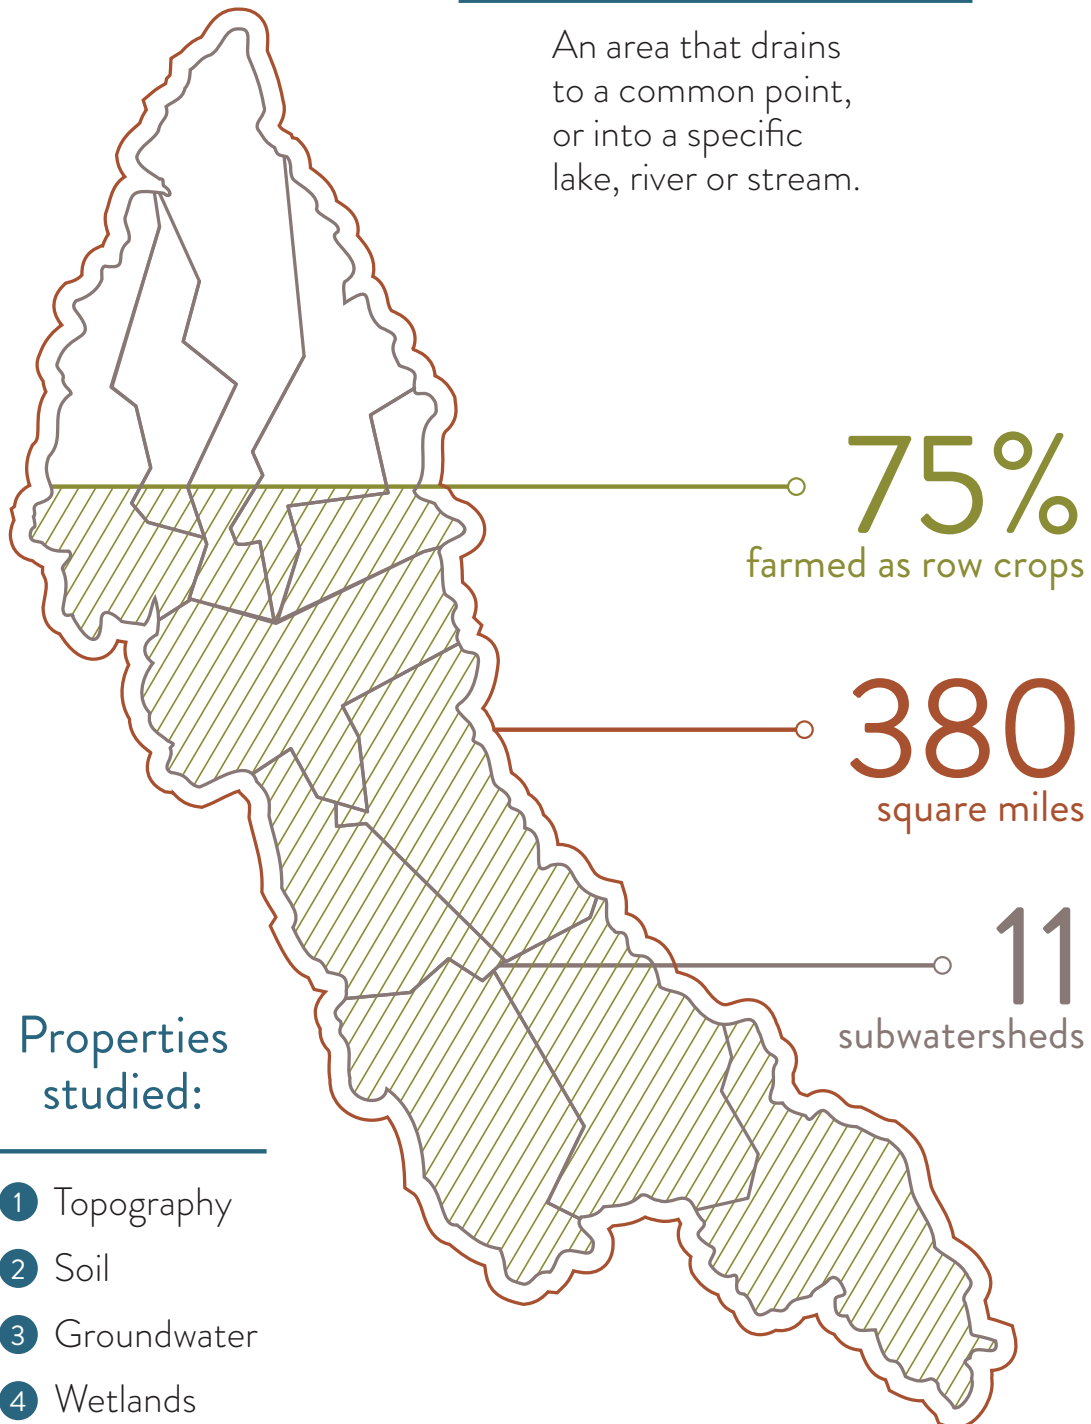 An area that drains
to a common point,
or into a specific
lake, river or stream.
75%
farmed as row crops
380
square miles
11
subwatersheds
Properties
studied:
1 Topography
2 Soil
3 Groundwater
4 Wetlands